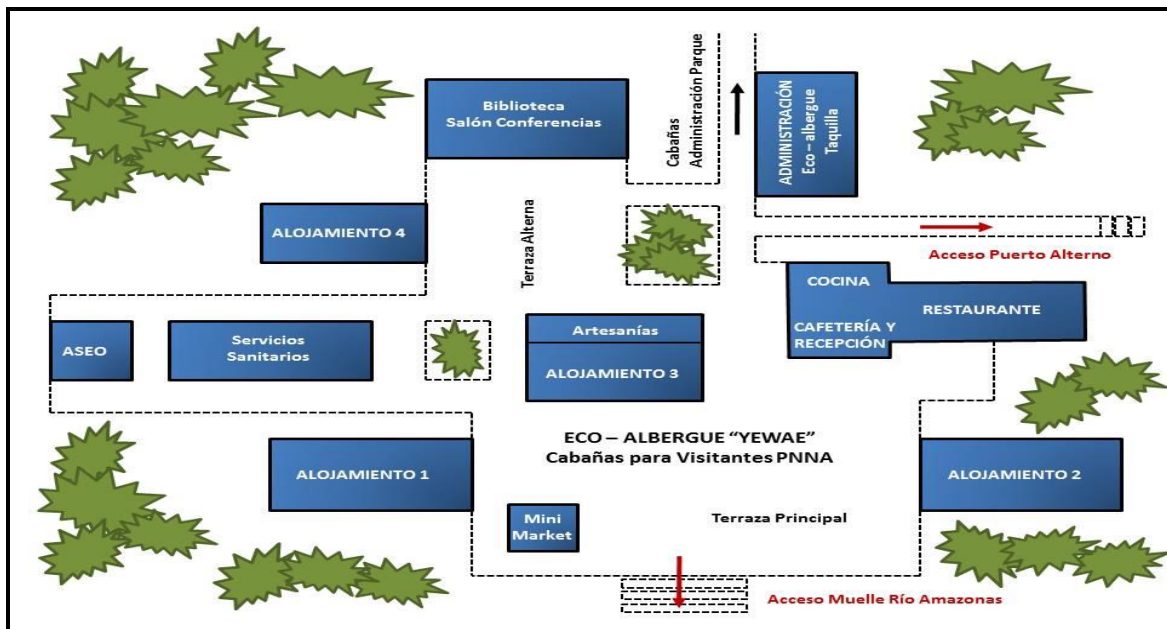 Biblioteca
Salón Conferencias
Cabañas
Administración Parque
ADMINISTRACIÓN
Eco – albergue
Taquilla
ALOJAMIENTO 4
Terraza Alterna
Acceso Puerto Alterno
COCINA
RESTAURANTE
CAFETERÍA Y
RECEPCIÓN
ASEO
Servicios
Sanitarios
Artesanías
ALOJAMIENTO 3
ECO – ALBERGUE “YEWAE”
Cabañas para Visitantes PNNA
ALOJAMIENTO 1
ALOJAMIENTO 2
Mini
Market
Terraza Principal
Acceso Muelle Río Amazonas